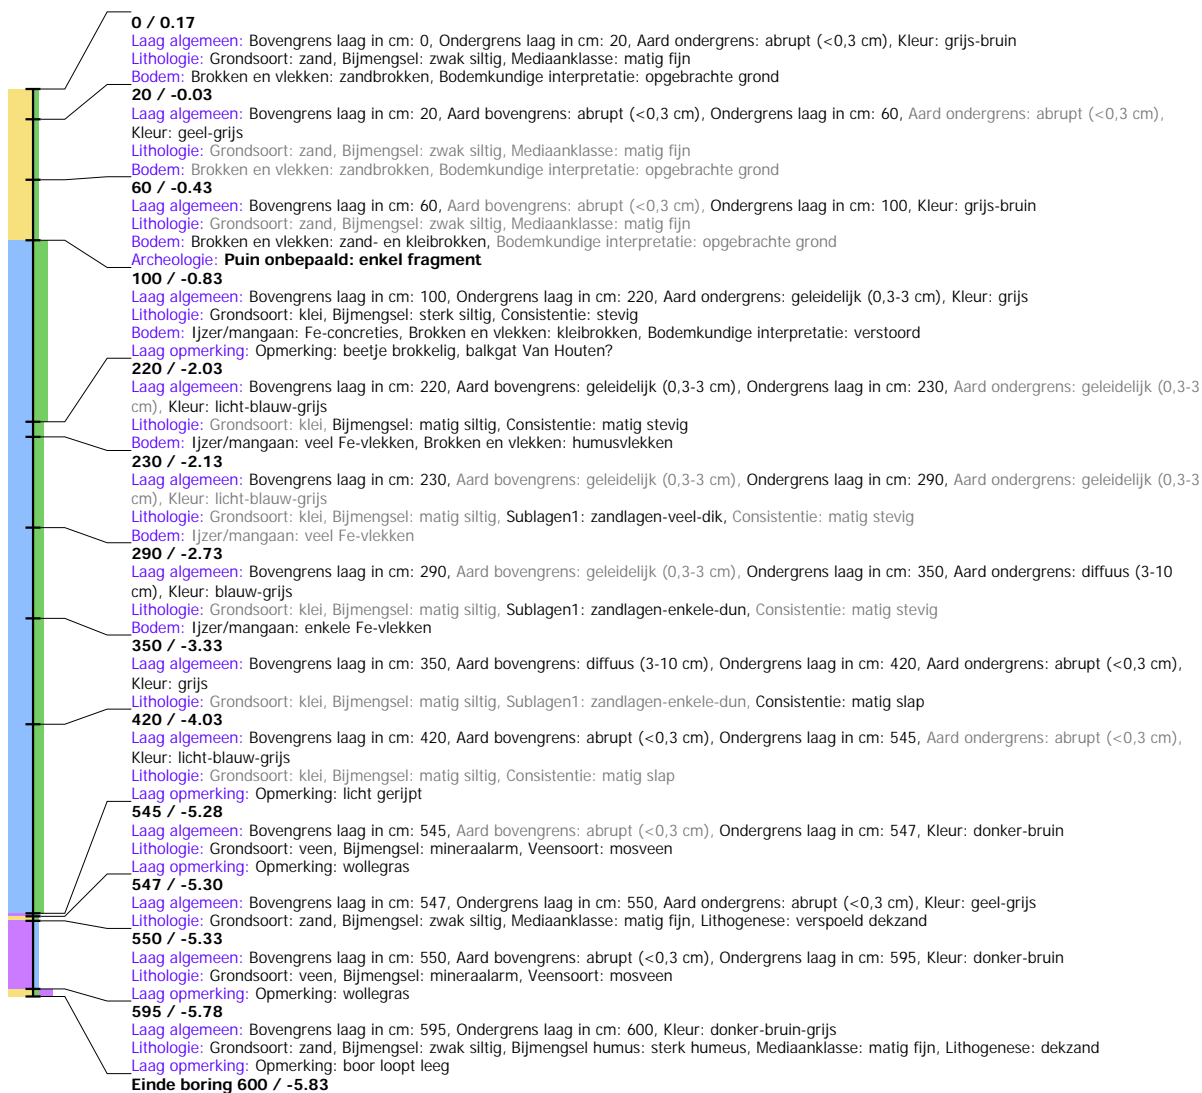 0 / 0.17
Laag algemeen: Bovengrens laag in cm: 0, Ondergrens laag in cm: 20, Aard ondergrens: abrupt (<0,3 cm), Kleur: grijs-bruin
Lithologie: Grondsoort: zand, Bijmengsel: zwak siltig, Mediaanklasse: matig fijn
Bodem: Brokken en vlekken: zandbrokken, Bodemkundige interpretatie: opgebrachte grond
20 / -0.03
Laag algemeen: Bovengrens laag in cm: 20, Aard bovengrens: abrupt (<0,3 cm), Ondergrens laag in cm: 60, Aard ondergrens: abrupt (<0,3 cm),
Kleur: geel-grijs
Lithologie: Grondsoort: zand, Bijmengsel: zwak siltig, Mediaanklasse: matig fijn
Bodem: Brokken en vlekken: zandbrokken, Bodemkundige interpretatie: opgebrachte grond
60 / -0.43
Laag algemeen: Bovengrens laag in cm: 60, Aard bovengrens: abrupt (<0,3 cm), Ondergrens laag in cm: 100, Kleur: grijs-bruin
Lithologie: Grondsoort: zand, Bijmengsel: zwak siltig, Mediaanklasse: matig fijn
Bodem: Brokken en vlekken: zand- en kleibrokken, Bodemkundige interpretatie: opgebrachte grond
Archeologie: Puin onbepaald: enkel fragment
100 / -0.83
Laag algemeen: Bovengrens laag in cm: 100, Ondergrens laag in cm: 220, Aard ondergrens: geleidelijk (0,3-3 cm), Kleur: grijs
Lithologie: Grondsoort: klei, Bijmengsel: sterk siltig, Consistentie: stevig
Bodem: Ijzer/mangaan: Fe-concreties, Brokken en vlekken: kleibrokken, Bodemkundige interpretatie: verstoord
Laag opmerking: Opmerking: beetje brokkelig, balkgat Van Houten?
220 / -2.03
Laag algemeen: Bovengrens laag in cm: 220, Aard bovengrens: geleidelijk (0,3-3 cm), Ondergrens laag in cm: 230, Aard ondergrens: geleidelijk (0,3-3
cm), Kleur: licht-blauw-grijs
Lithologie: Grondsoort: klei, Bijmengsel: matig siltig, Consistentie: matig stevig
Bodem: Ijzer/mangaan: veel Fe-vlekken, Brokken en vlekken: humusvlekken
230 / -2.13
Laag algemeen: Bovengrens laag in cm: 230, Aard bovengrens: geleidelijk (0,3-3 cm), Ondergrens laag in cm: 290, Aard ondergrens: geleidelijk (0,3-3
cm), Kleur: licht-blauw-grijs
Lithologie: Grondsoort: klei, Bijmengsel: matig siltig, Sublagen1: zandlagen-veel-dik, Consistentie: matig stevig
Bodem: Ijzer/mangaan: veel Fe-vlekken
290 / -2.73
Laag algemeen: Bovengrens laag in cm: 290, Aard bovengrens: geleidelijk (0,3-3 cm), Ondergrens laag in cm: 350, Aard ondergrens: diffuus (3-10
cm), Kleur: blauw-grijs
Lithologie: Grondsoort: klei, Bijmengsel: matig siltig, Sublagen1: zandlagen-enkele-dun, Consistentie: matig stevig
Bodem: Ijzer/mangaan: enkele Fe-vlekken
350 / -3.33
Laag algemeen: Bovengrens laag in cm: 350, Aard bovengrens: diffuus (3-10 cm), Ondergrens laag in cm: 420, Aard ondergrens: abrupt (<0,3 cm),
Kleur: grijs
Lithologie: Grondsoort: klei, Bijmengsel: matig siltig, Sublagen1: zandlagen-enkele-dun, Consistentie: matig slap
420 / -4.03
Laag algemeen: Bovengrens laag in cm: 420, Aard bovengrens: abrupt (<0,3 cm), Ondergrens laag in cm: 545, Aard ondergrens: abrupt (<0,3 cm),
Kleur: licht-blauw-grijs
Lithologie: Grondsoort: klei, Bijmengsel: matig siltig, Consistentie: matig slap
Laag opmerking: Opmerking: licht gerijpt
545 / -5.28
Laag algemeen: Bovengrens laag in cm: 545, Aard bovengrens: abrupt (<0,3 cm), Ondergrens laag in cm: 547, Kleur: donker-bruin
Lithologie: Grondsoort: veen, Bijmengsel: mineraalarm, Veensoort: mosveen
Laag opmerking: Opmerking: wollegras
547 / -5.30
Laag algemeen: Bovengrens laag in cm: 547, Ondergrens laag in cm: 550, Aard ondergrens: abrupt (<0,3 cm), Kleur: geel-grijs
Lithologie: Grondsoort: zand, Bijmengsel: zwak siltig, Mediaanklasse: matig fijn, Lithogenese: verspoeld dekzand
550 / -5.33
Laag algemeen: Bovengrens laag in cm: 550, Aard bovengrens: abrupt (<0,3 cm), Ondergrens laag in cm: 595, Kleur: donker-bruin
Lithologie: Grondsoort: veen, Bijmengsel: mineraalarm, Veensoort: mosveen
Laag opmerking: Opmerking: wollegras
595 / -5.78
Laag algemeen: Bovengrens laag in cm: 595, Ondergrens laag in cm: 600, Kleur: donker-bruin-grijs
Lithologie: Grondsoort: zand, Bijmengsel: zwak siltig, Bijmengsel humus: sterk humeus, Mediaanklasse: matig fijn, Lithogenese: dekzand
Laag opmerking: Opmerking: boor loopt leeg
Einde boring 600 / -5.83